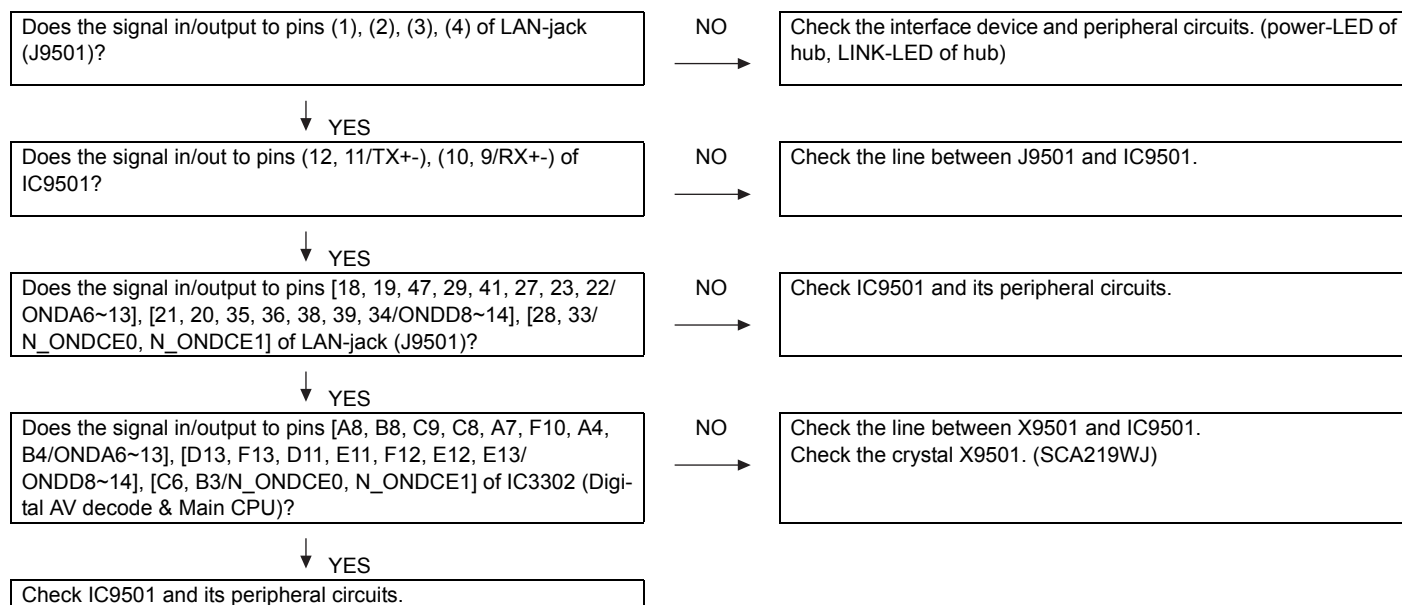 Does the signal in/output to pins (1), (2), (3), (4) of LAN-jack
(J9501)?
NO
Check the interface device and peripheral circuits. (power-LED of
hub, LINK-LED of hub)
YES
Does the signal in/out to pins (12, 11/TX+-), (10, 9/RX+-) of
IC9501?
NO
Check the line between J9501 and IC9501.
YES
Does the signal in/output to pins [18, 19, 47, 29, 41, 27, 23, 22/
ONDA6~13], [21, 20, 35, 36, 38, 39, 34/ONDD8~14], [28, 33/
N_ONDCE0, N_ONDCE1] of LAN-jack (J9501)?
NO
Check IC9501 and its peripheral circuits.
YES
Does the signal in/output to pins [A8, B8, C9, C8, A7, F10, A4,
B4/ONDA6~13], [D13, F13, D11, E11, F12, E12, E13/
ONDD8~14], [C6, B3/N_ONDCE0, N_ONDCE1] of IC3302 (Digi-
tal AV decode & Main CPU)?
NO
Check the line between X9501 and IC9501.
Check the crystal X9501. (SCA219WJ)
YES
Check IC9501 and its peripheral circuits.